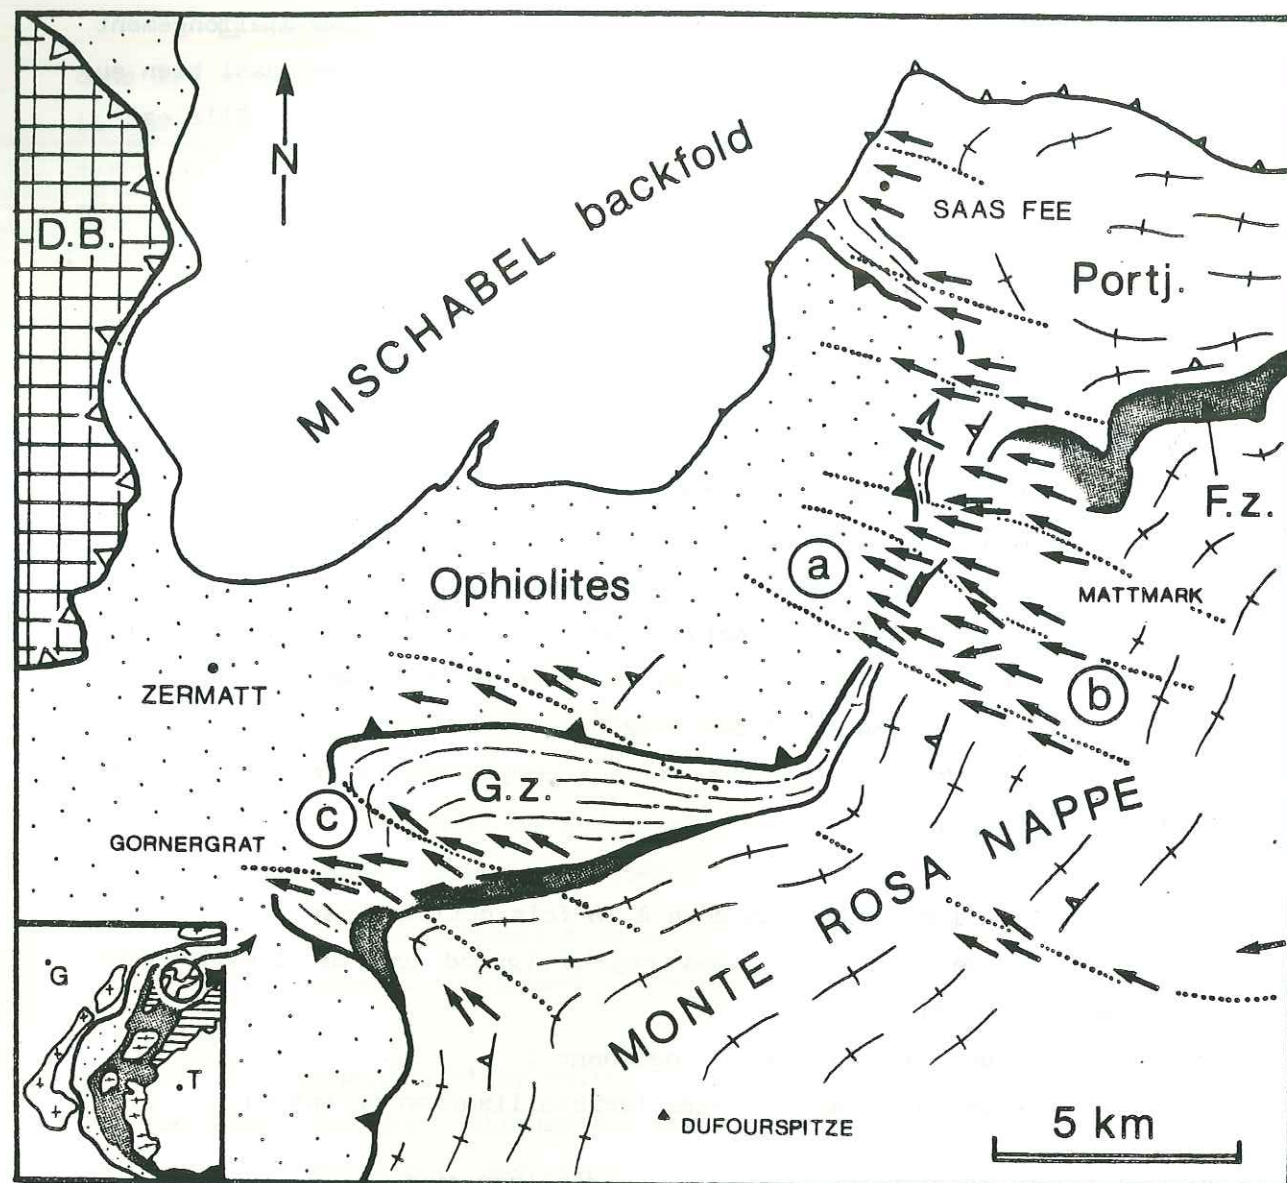 N
D.B.
MISCHABEL backfold
SAAS FEE
Portj.
F.z.
a
Ophiolites
MATTMARK
b
ZERMATT
G.z.
c
GORNERGRAT
MONTE ROSA NAPPE
G
T
DUFOURSPITZE
5 km